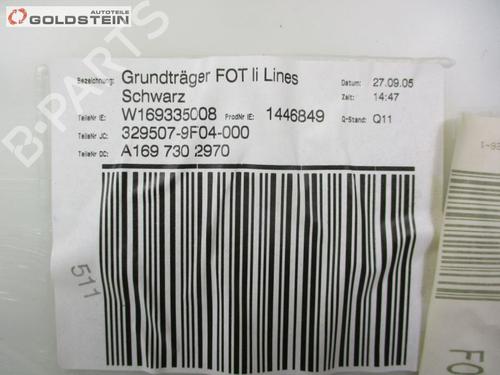 Autoteile
GOLDSTEIN
B-PARTS
Bezeichnung: Grundträger FOT li Lines
Schwarz
Datum: 27.09.05
Zeit: 14:47
TeileNr IE: W169335008 ProdNr IE: 1446849 Q-Stand: Q11
TeileNr JC: 329507-9F04-000
TeileNr DC: A169 730 2970
511
FO